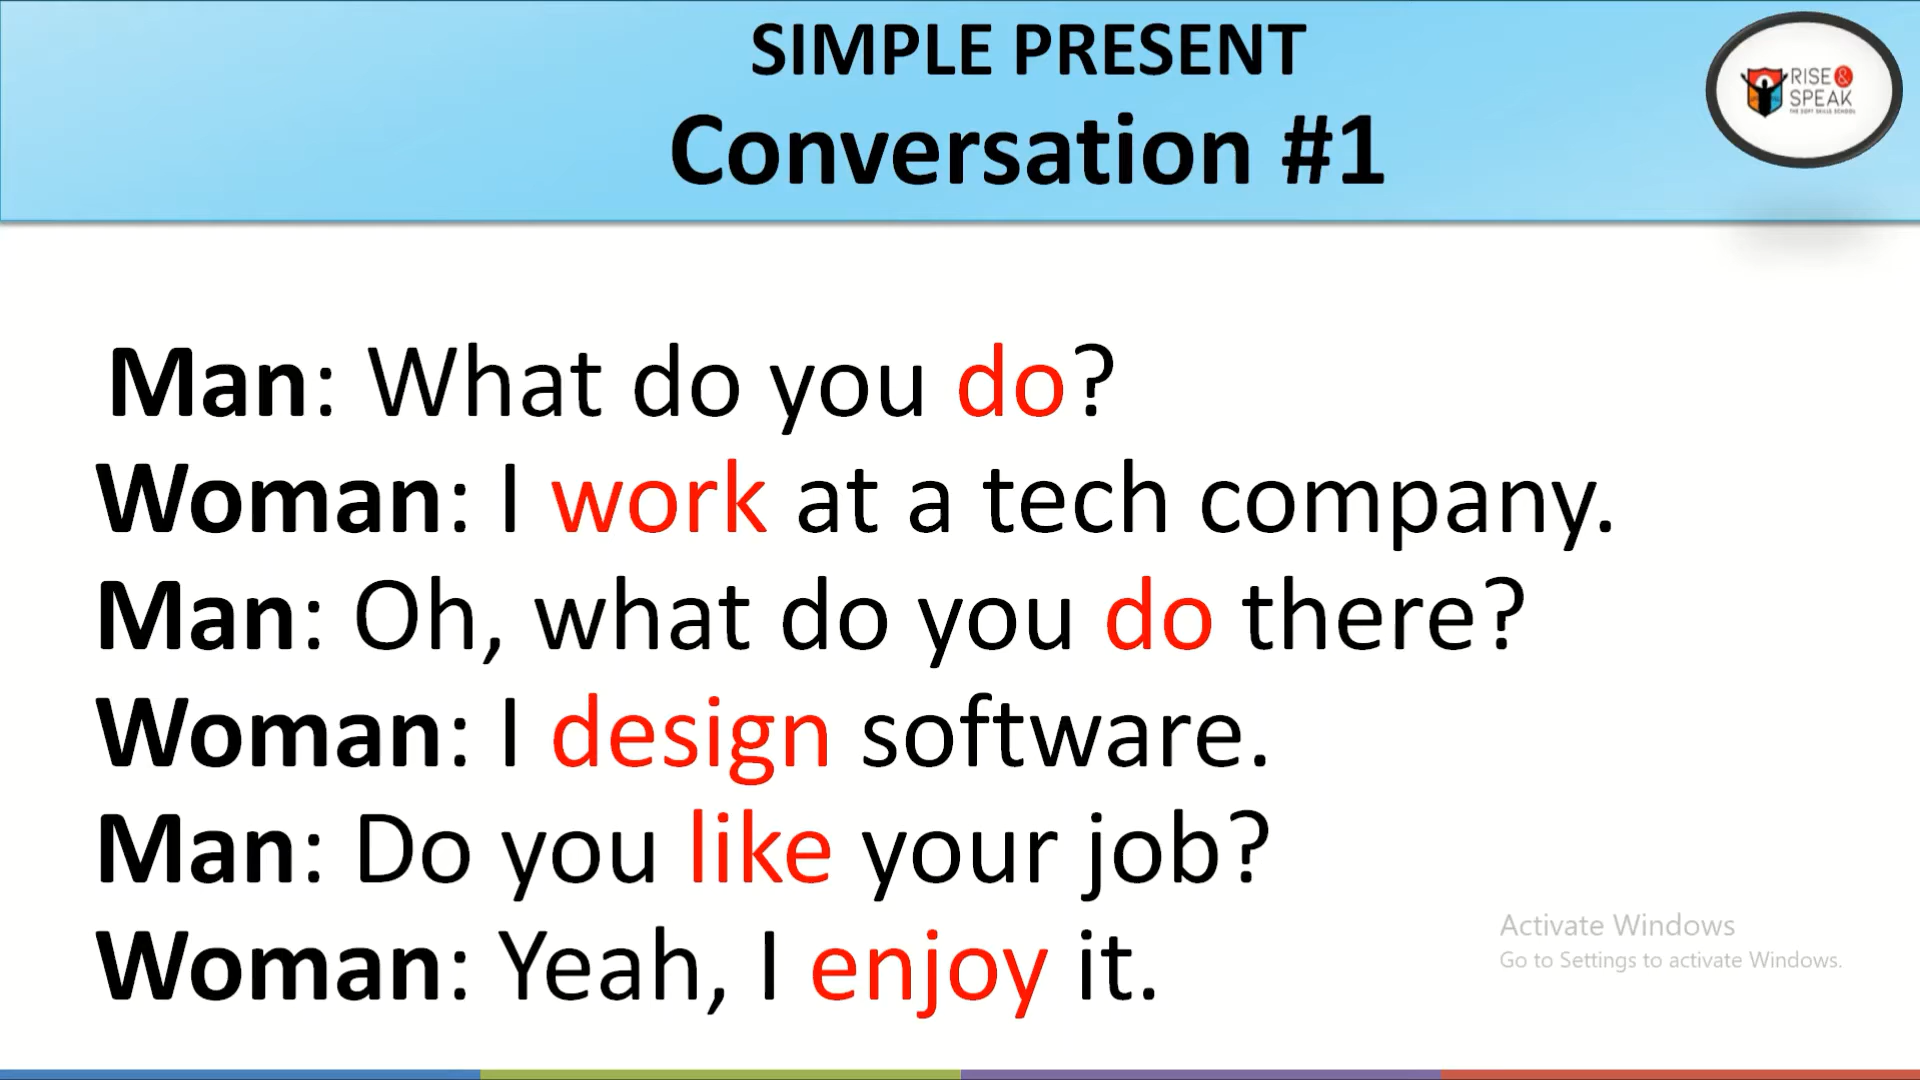 SIMPLE PRESENT
Conversation #1
RISE &
SPEAK
THE SOFT SKILLS SCHOOL
Man: What do you do?
Woman: I work at a tech company.
Man: Oh, what do you do there?
Woman: I design software.
Man: Do you like your job?
Woman: Yeah, I enjoy it.
Activate Windows
Go to Settings to activate Windows.